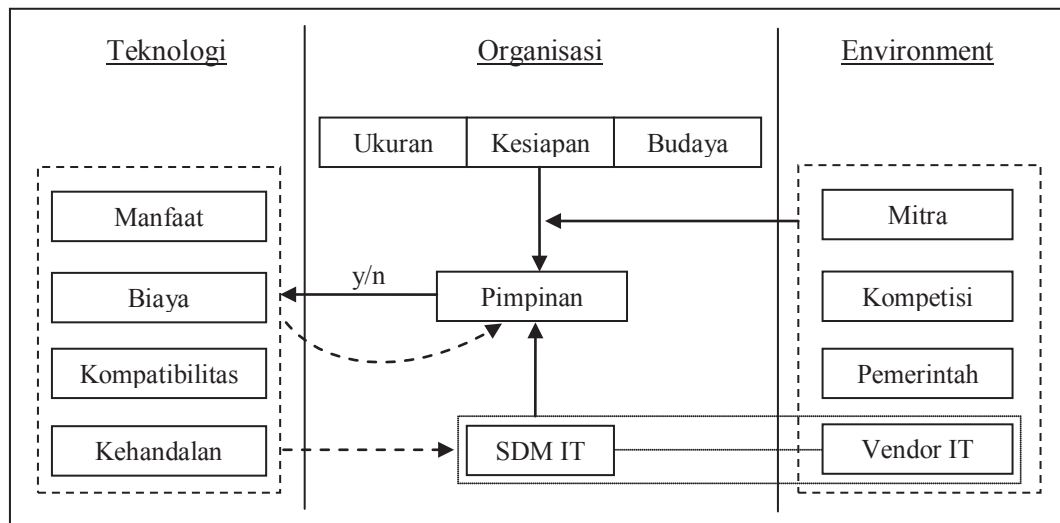 Teknologi
Organisasi
Environment
Ukuran
Kesiapan
Budaya
Manfaat
Mitra
y/n
Biaya
Pimpinan
Kompetisi
Kompatibilitas
Pemerintah
Kehandalan
SDM IT
Vendor IT